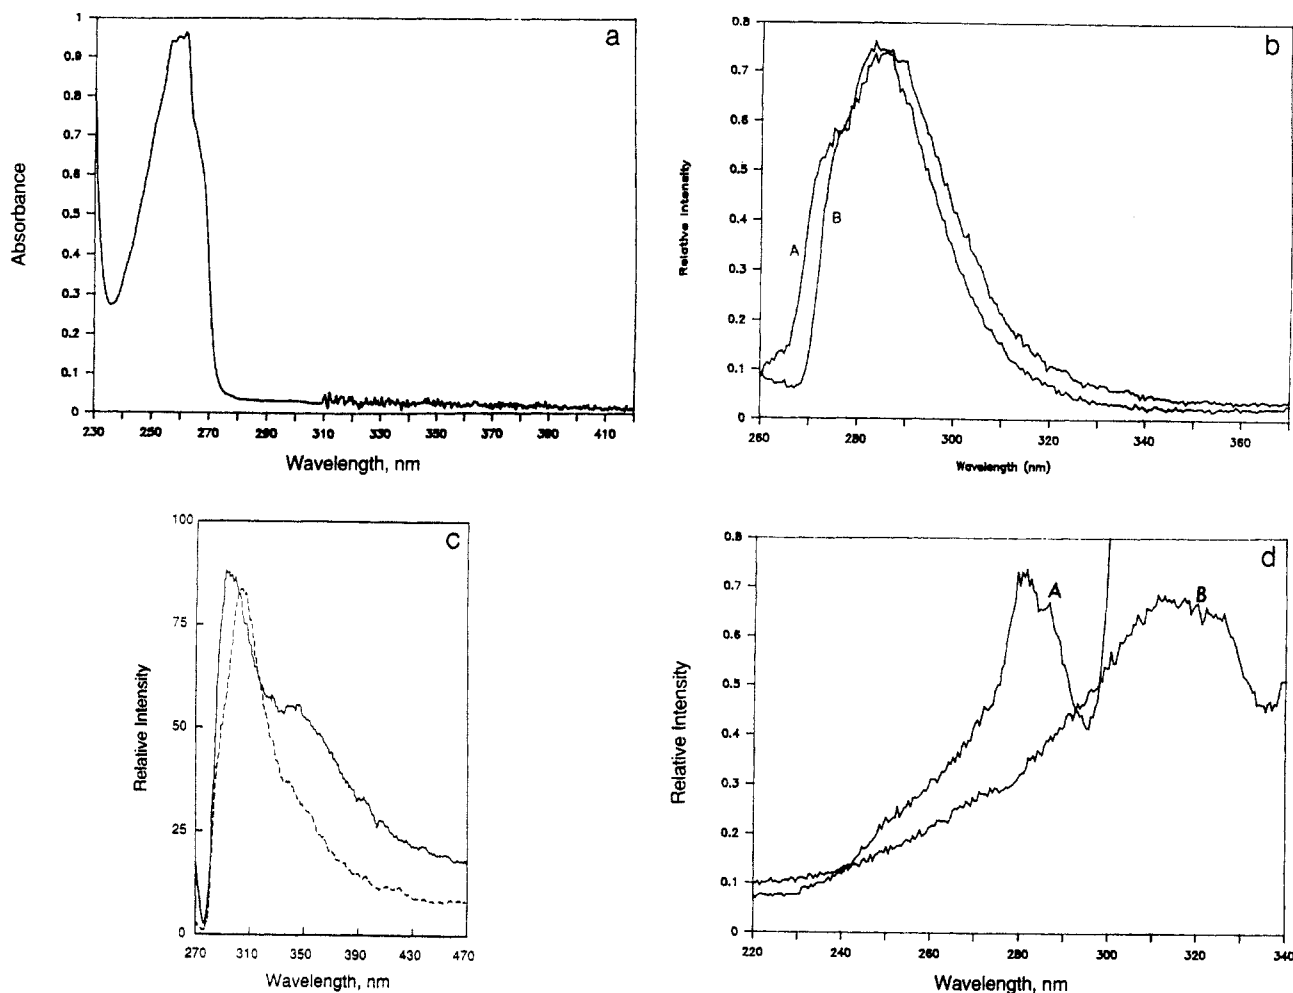 a
1
0.9
0.8
0.7
0.6
0.5
0.4
0.3
0.2
0.1
0
Absorbance
230 250 270 290 310 330 350 370 390 410
Wavelength, nm
b
0.8
0.7
0.6
0.5
0.4
0.3
0.2
0.1
0
Relative Intensity
A
B
260 280 300 320 340 360
Wavelength (nm)
c
100
75
50
25
0
Relative Intensity
270 310 350 390 430 470
Wavelength, nm
d
0.8
0.7
0.6
0.5
0.4
0.3
0.2
0.1
0
Relative Intensity
A
B
220 240 260 280 300 320 340
Wavelength, nm